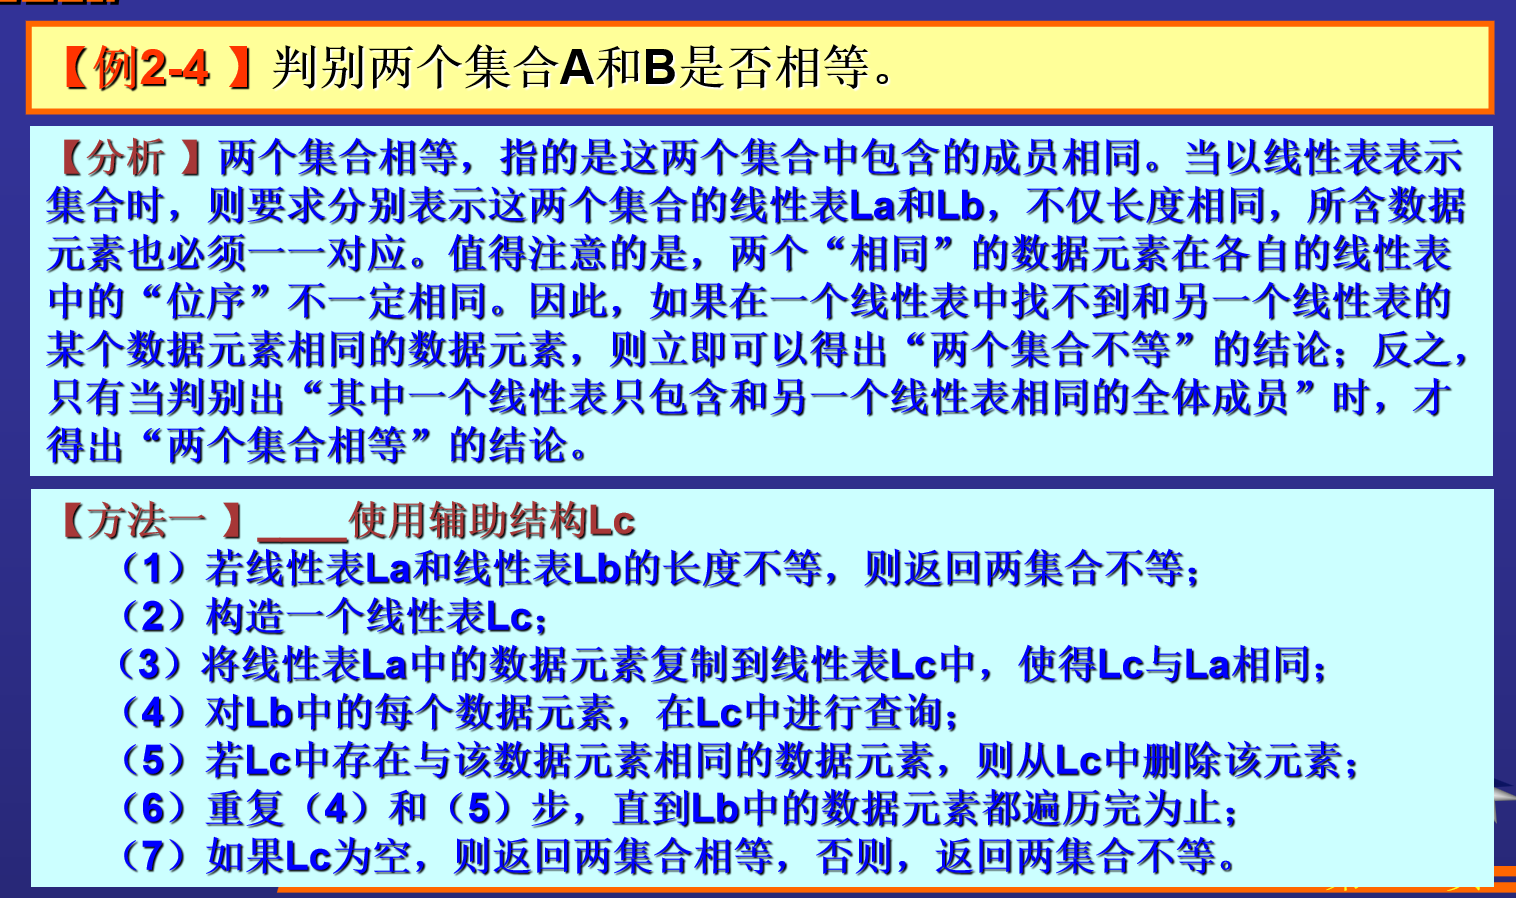 【例2-4 】判别两个集合A和B是否相等。
【分析 】两个集合相等，指的是这两个集合中包含的成员相同。当以线性表表示
集合时，则要求分别表示这两个集合的线性表La和Lb，不仅长度相同，所含数据
元素也必须一一对应。值得注意的是，两个“相同”的数据元素在各自的线性表
中的“位序”不一定相同。因此，如果在一个线性表中找不到和另一个线性表的
某个数据元素相同的数据元素，则立即可以得出“两个集合不等”的结论；反之，
只有当判别出“其中一个线性表只包含和另一个线性表相同的全体成员”时，才
得出“两个集合相等”的结论。
【方法一 】____使用辅助结构Lc
（1）若线性表La和线性表Lb的长度不等，则返回两集合不等；
（2）构造一个线性表Lc；
（3）将线性表La中的数据元素复制到线性表Lc中，使得Lc与La相同；
（4）对Lb中的每个数据元素，在Lc中进行查询；
（5）若Lc中存在与该数据元素相同的数据元素，则从Lc中删除该元素；
（6）重复（4）和（5）步，直到Lb中的数据元素都遍历完为止；
（7）如果Lc为空，则返回两集合相等，否则，返回两集合不等。